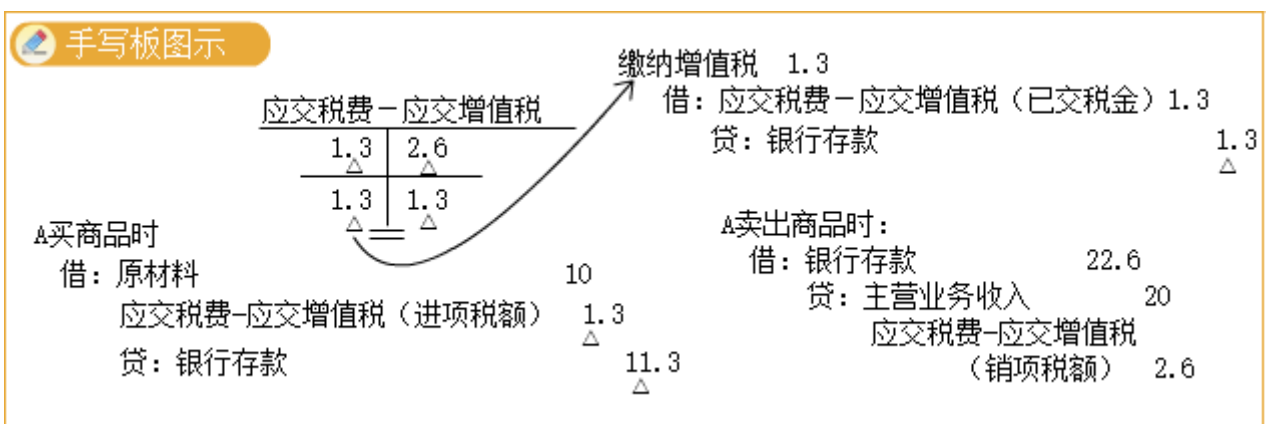 手写板图示
应交税费－应交增值税
1.3 2.6
1.3 1.3
A买商品时
借：原材料 10
应交税费-应交增值税（进项税额） 1.3
贷：银行存款 11.3
缴纳增值税 1.3
借：应交税费－应交增值税（已交税金）1.3
贷：银行存款 1.3
A卖出商品时：
借：银行存款 22.6
贷：主营业务收入 20
应交税费-应交增值税
（销项税额） 2.6